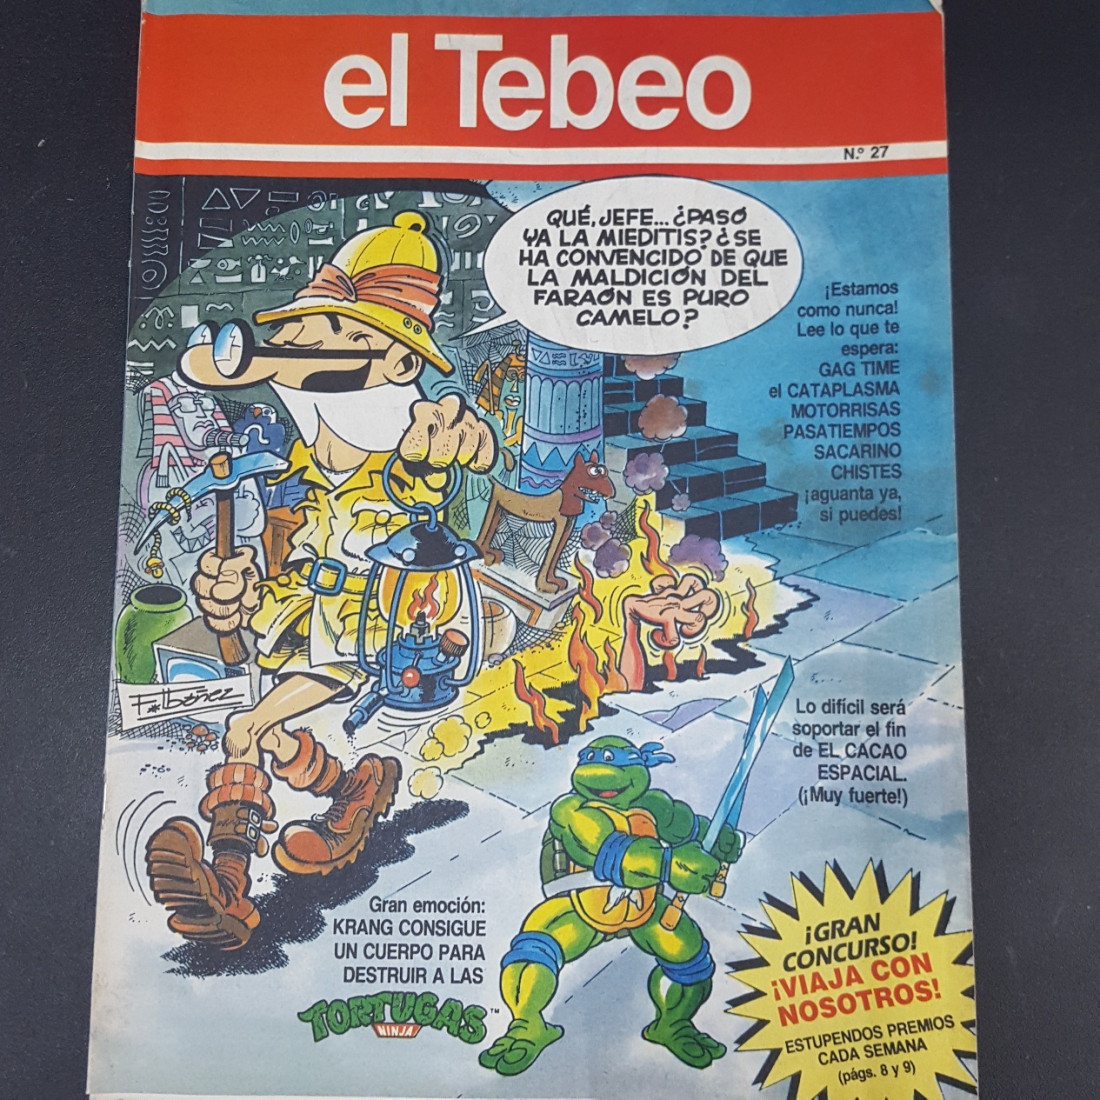 el Tebeo
N.º 27
QUÉ, JEFE... ¿PASÓ
YA LA MIEDITIS? ¿SE
HA CONVENCIDO DE QUE
LA MALDICIÓN DEL
FARAÓN ES PURO
CAMELO?
¡Estamos
como nunca!
Lee lo que te
espera:
GAG TIME
el CATAPLASMA
MOTORRISAS
PASATIEMPOS
SACARINO
CHISTES
¡aguanta ya,
si puedes!
F. Ibáñez
Lo difícil será
soportar el fin
de EL CACAO
ESPACIAL.
(¡Muy fuerte!)
Gran emoción:
KRANG CONSIGUE
UN CUERPO PARA
DESTRUIR A LAS
TORTUGAS™
NINJA
¡GRAN
CONCURSO!
¡VIAJA CON
NOSOTROS!
ESTUPENDOS PREMIOS
CADA SEMANA
(págs. 8 y 9)